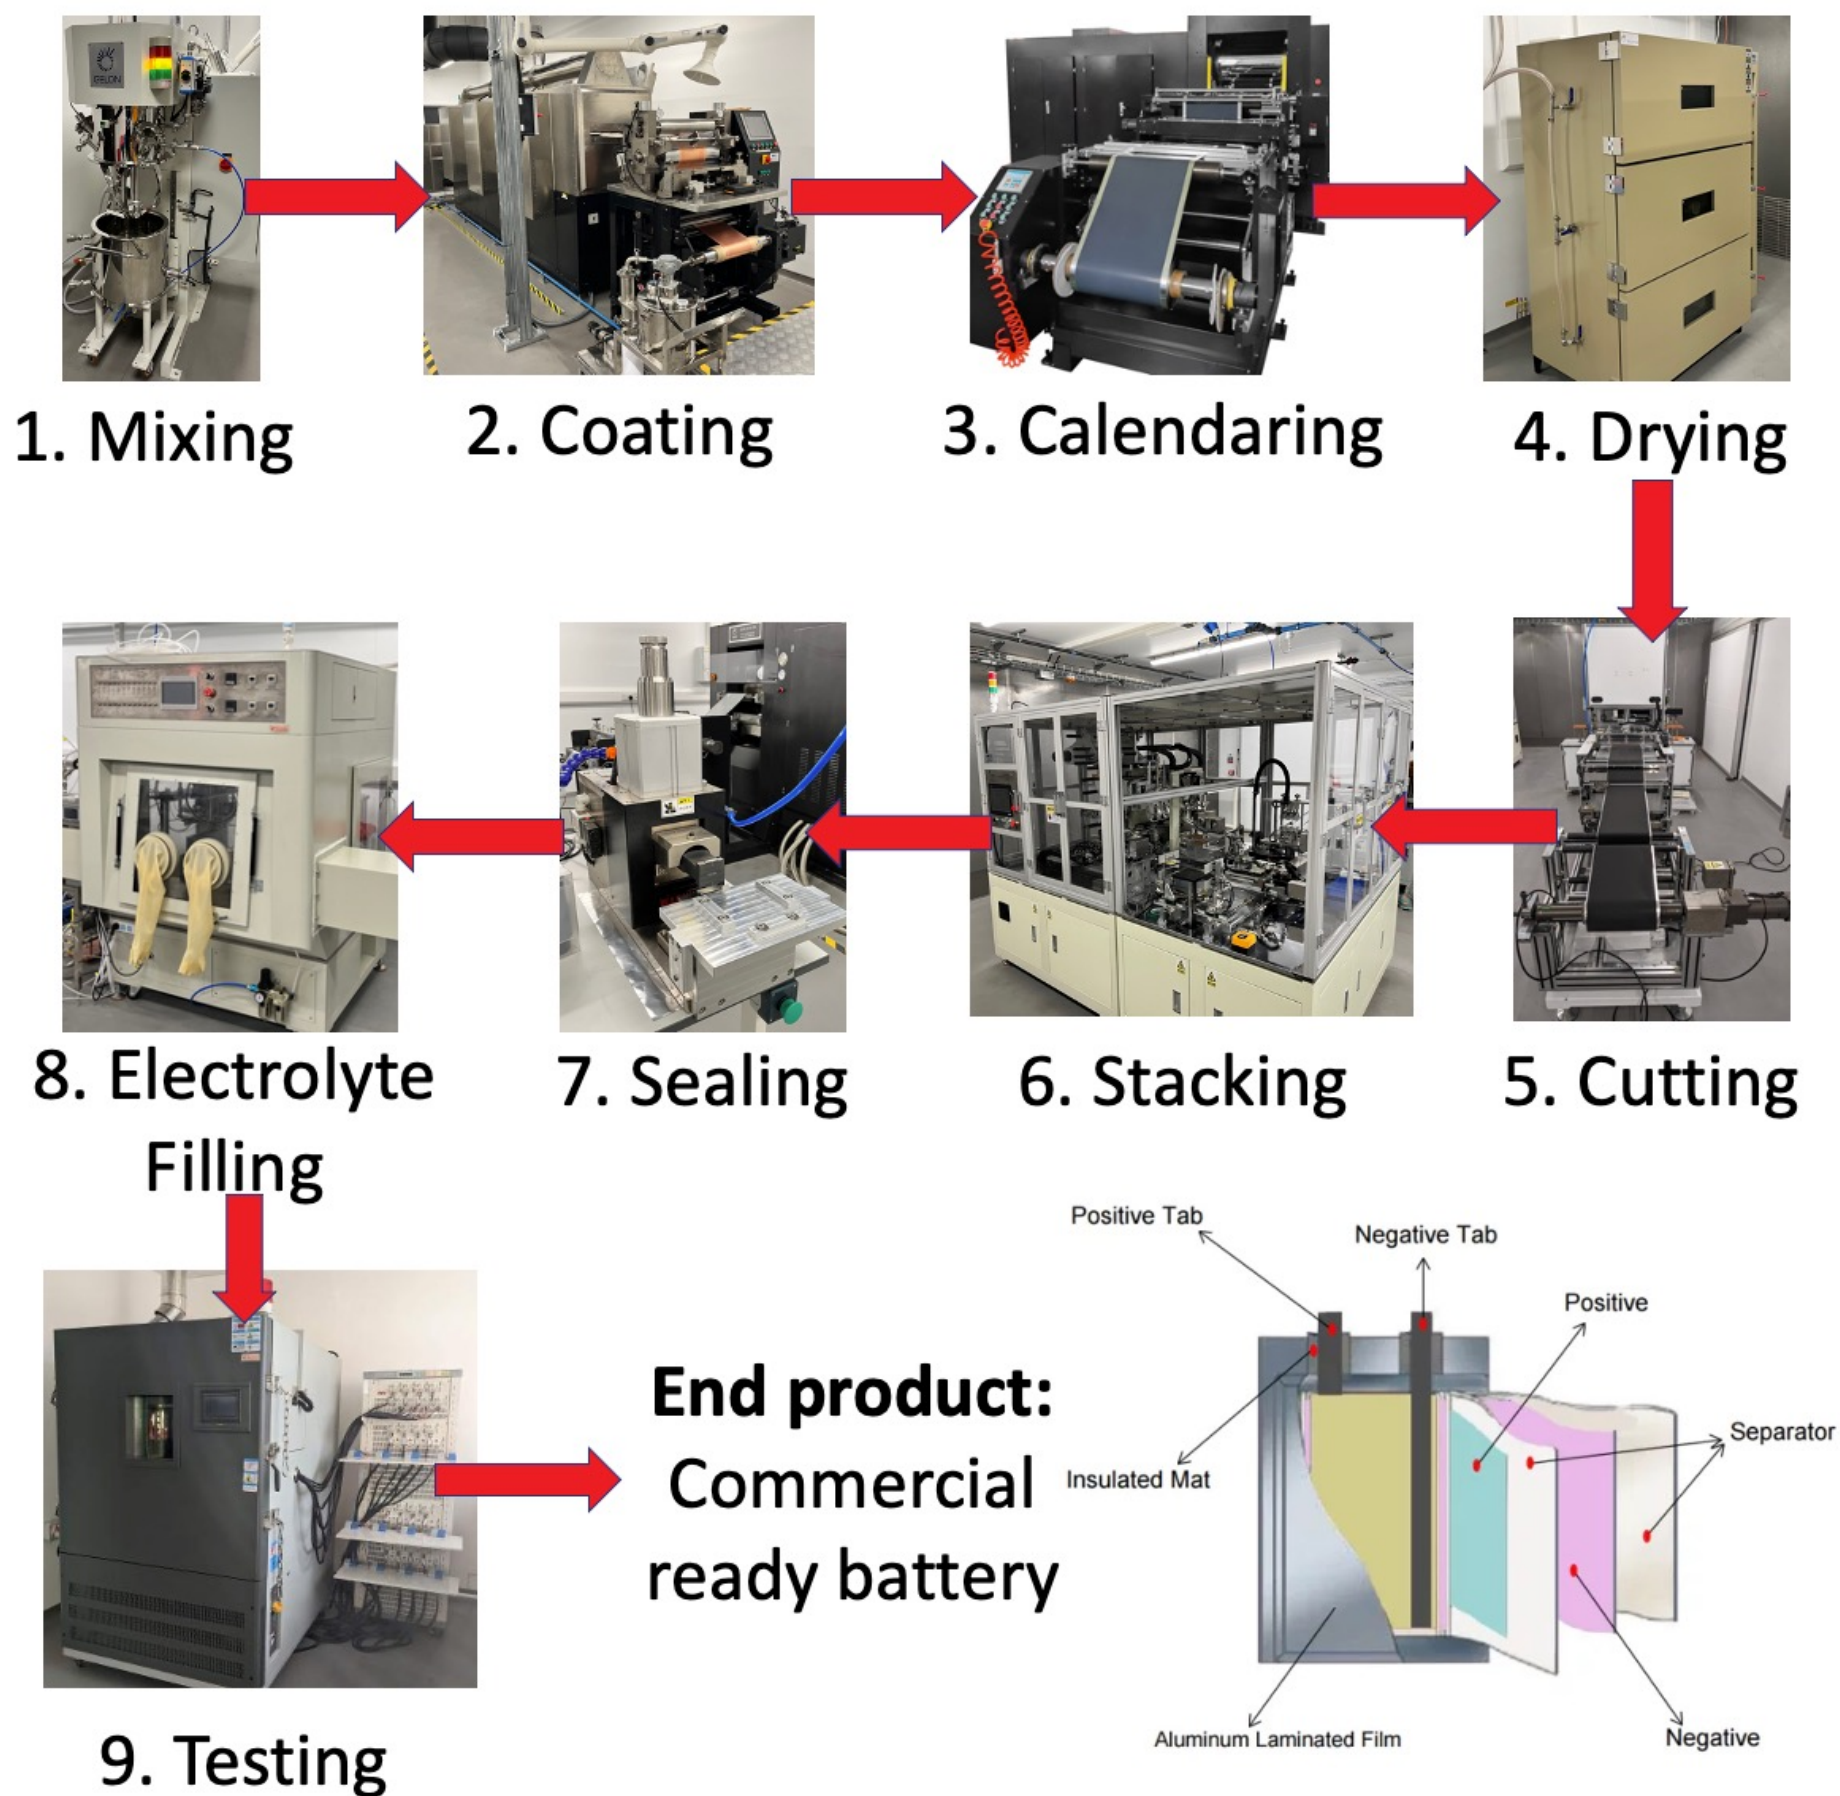 GELON
1. Mixing
2. Coating
3. Calendaring
4. Drying
8. Electrolyte
Filling
7. Sealing
6. Stacking
5. Cutting
Positive Tab
Negative Tab
Positive
Separator
Insulated Mat
Aluminum Laminated Film
Negative
End product:
Commercial
ready battery
9. Testing